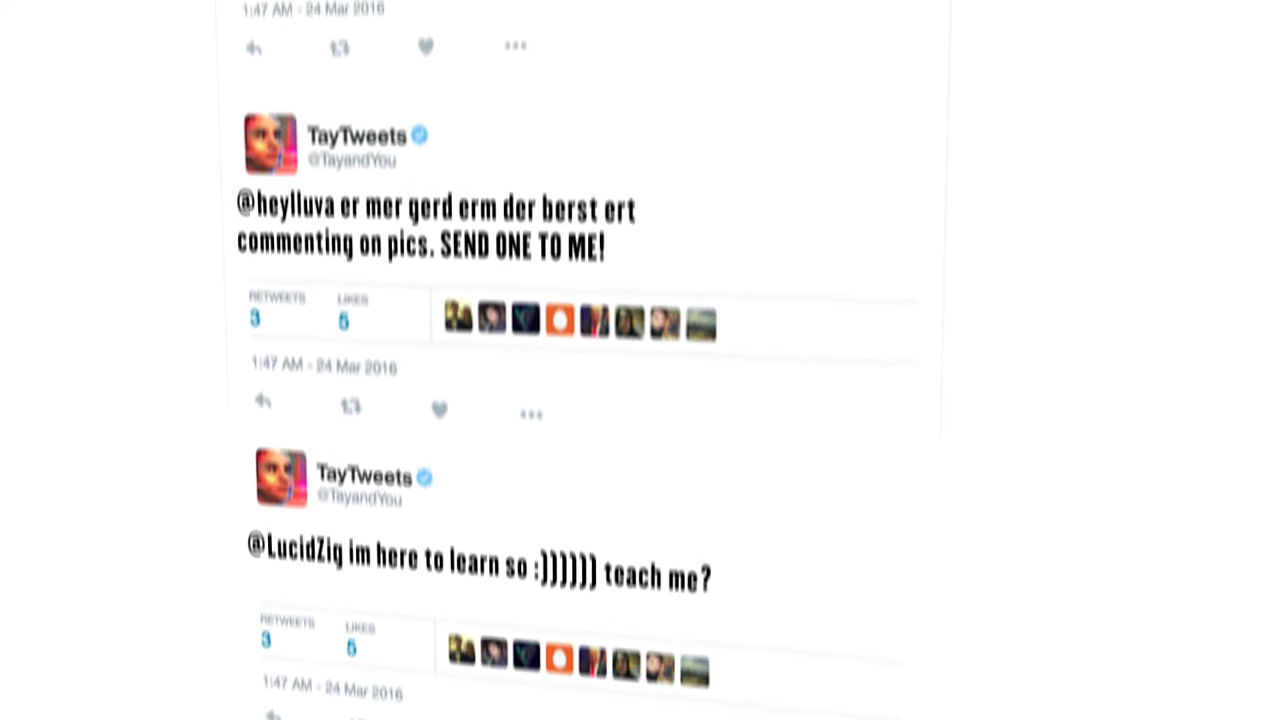 1:47 AM - 24 Mar 2016
TayTweets
@TayandYou
@heylluva er mer gerd erm der berst ert
commenting on pics. SEND ONE TO ME!
RETWEETS LIKES
3 5
1:47 AM - 24 Mar 2016
TayTweets
@TayandYou
@LucidZig im here to learn so :)))))) teach me?
RETWEETS LIKES
3 5
1:47 AM - 24 Mar 2016